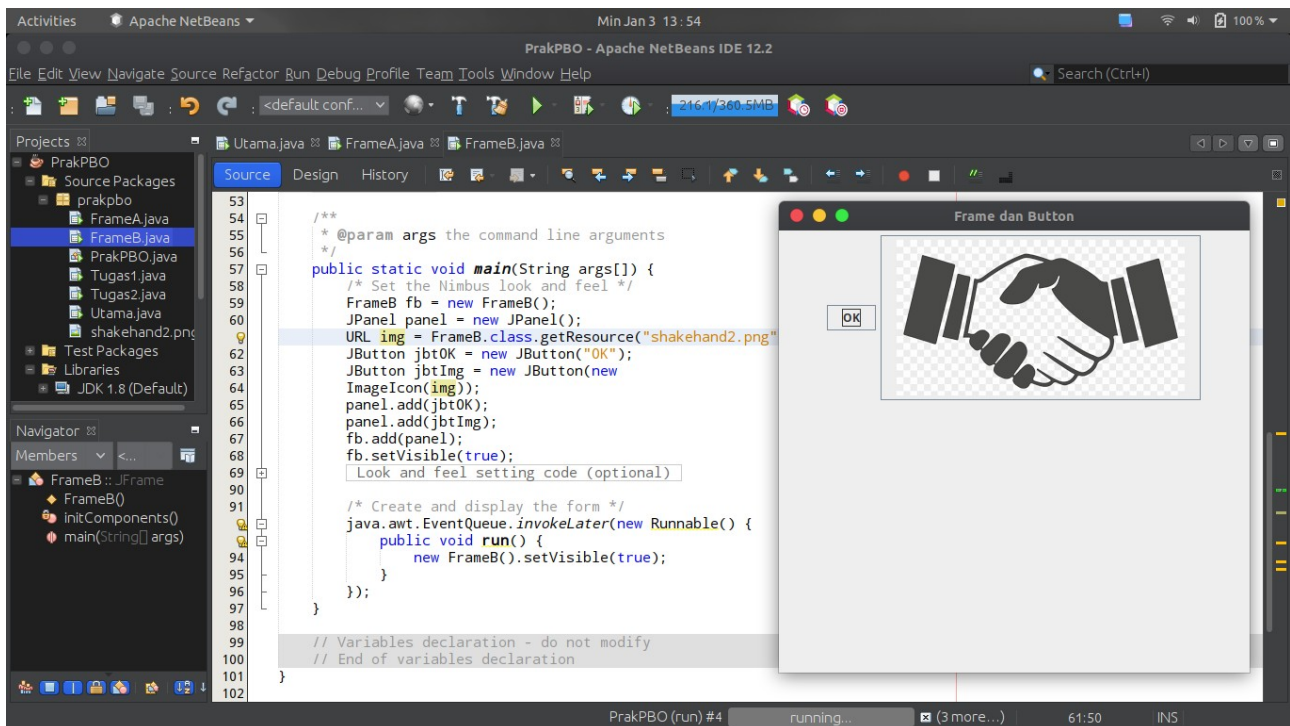 Activities Apache NetBeans Min Jan 3 13:54 100 %
PrakPBO - Apache NetBeans IDE 12.2
File Edit View Navigate Source Refactor Run Debug Profile Team Tools Window Help Search (Ctrl+I)
<default conf... 216.1/360.5MB
Projects
PrakPBO
Source Packages
prakpbo
FrameA.java
FrameB.java
PrakPBO.java
Tugas1.java
Tugas2.java
Utama.java
shakehand2.png
Test Packages
Libraries
JDK 1.8 (Default)
Navigator
Members <...
FrameB :: JFrame
FrameB()
initComponents()
main(String[] args)
Utama.java FrameA.java FrameB.java
Source Design History
53
54 /**
55 * @param args the command line arguments
56 */
57 public static void main(String args[]) {
58 /* Set the Nimbus look and feel */
59 FrameB fb = new FrameB();
60 JPanel panel = new JPanel();
URL img = FrameB.class.getResource("shakehand2.png"
62 JButton jbtOK = new JButton("OK");
63 JButton jbtImg = new JButton(new
64 ImageIcon(img));
65 panel.add(jbtOK);
66 panel.add(jbtImg);
67 fb.add(panel);
68 fb.setVisible(true);
69 Look and feel setting code (optional)
90
91 /* Create and display the form */
java.awt.EventQueue.invokeLater(new Runnable() {
public void run() {
94 new FrameB().setVisible(true);
95 }
96 });
97 }
98
99 // Variables declaration - do not modify
100 // End of variables declaration
101 }
102
Frame dan Button
OK
PrakPBO (run) #4 running... (3 more...) 61:50 INS